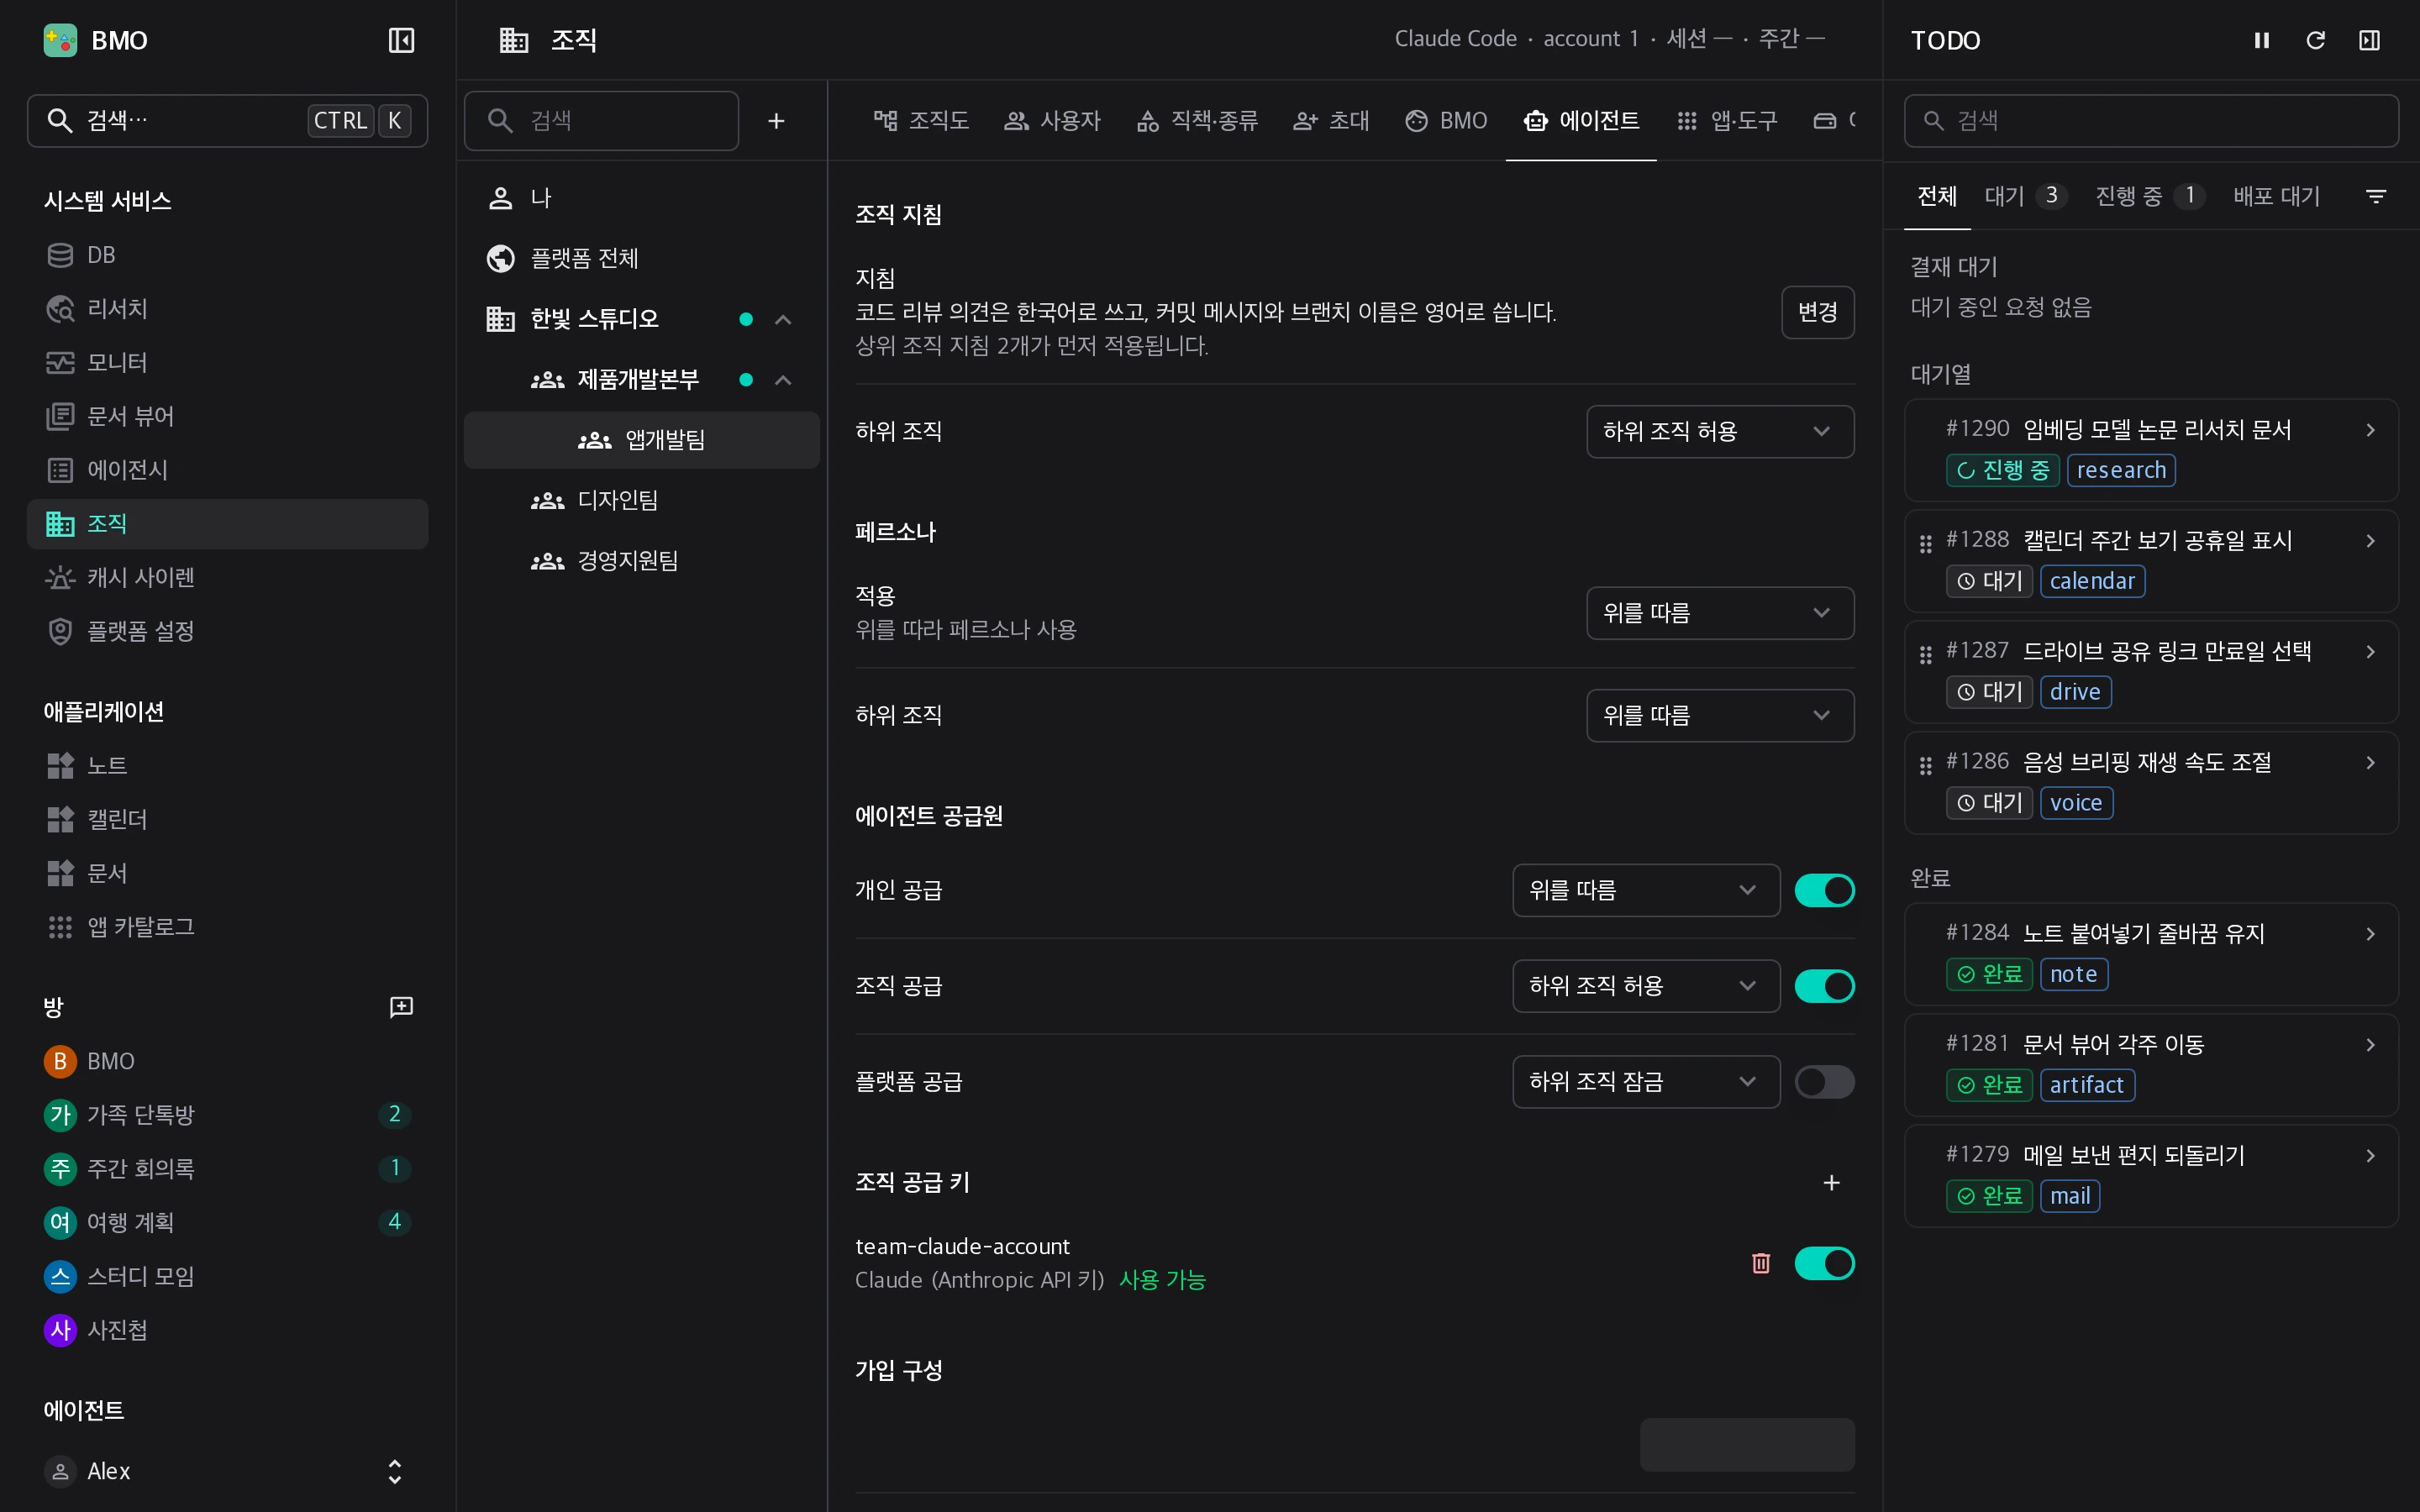 BMO
검색…
CTRL K
시스템 서비스
DB
리서치
모니터
문서 뷰어
에이전시
조직
캐시 사이렌
플랫폼 설정
애플리케이션
노트
캘린더
문서
앱 카탈로그
방
B BMO
가 가족 단톡방 2
주 주간 회의록 1
여 여행 계획 4
스 스터디 모임
사 사진첩
에이전트
Alex
조직
Claude Code · account 1 · 세션 — · 주간 —
검색
나
플랫폼 전체
한빛 스튜디오
제품개발본부
앱개발팀
디자인팀
경영지원팀
조직도 사용자 직책·종류 초대 BMO 에이전트 앱·도구
조직 지침
지침
코드 리뷰 의견은 한국어로 쓰고, 커밋 메시지와 브랜치 이름은 영어로 씁니다.
상위 조직 지침 2개가 먼저 적용됩니다.
변경
하위 조직 하위 조직 허용
페르소나
적용
위를 따라 페르소나 사용
위를 따름
하위 조직 위를 따름
에이전트 공급원
개인 공급 위를 따름
조직 공급 하위 조직 허용
플랫폼 공급 하위 조직 잠금
조직 공급 키
team-claude-account
Claude (Anthropic API 키) 사용 가능
가입 구성
TODO
검색
전체 대기 3 진행 중 1 배포 대기
결재 대기
대기 중인 요청 없음
대기열
#1290 임베딩 모델 논문 리서치 문서
진행 중 research
#1288 캘린더 주간 보기 공휴일 표시
대기 calendar
#1287 드라이브 공유 링크 만료일 선택
대기 drive
#1286 음성 브리핑 재생 속도 조절
대기 voice
완료
#1284 노트 붙여넣기 줄바꿈 유지
완료 note
#1281 문서 뷰어 각주 이동
완료 artifact
#1279 메일 보낸 편지 되돌리기
완료 mail